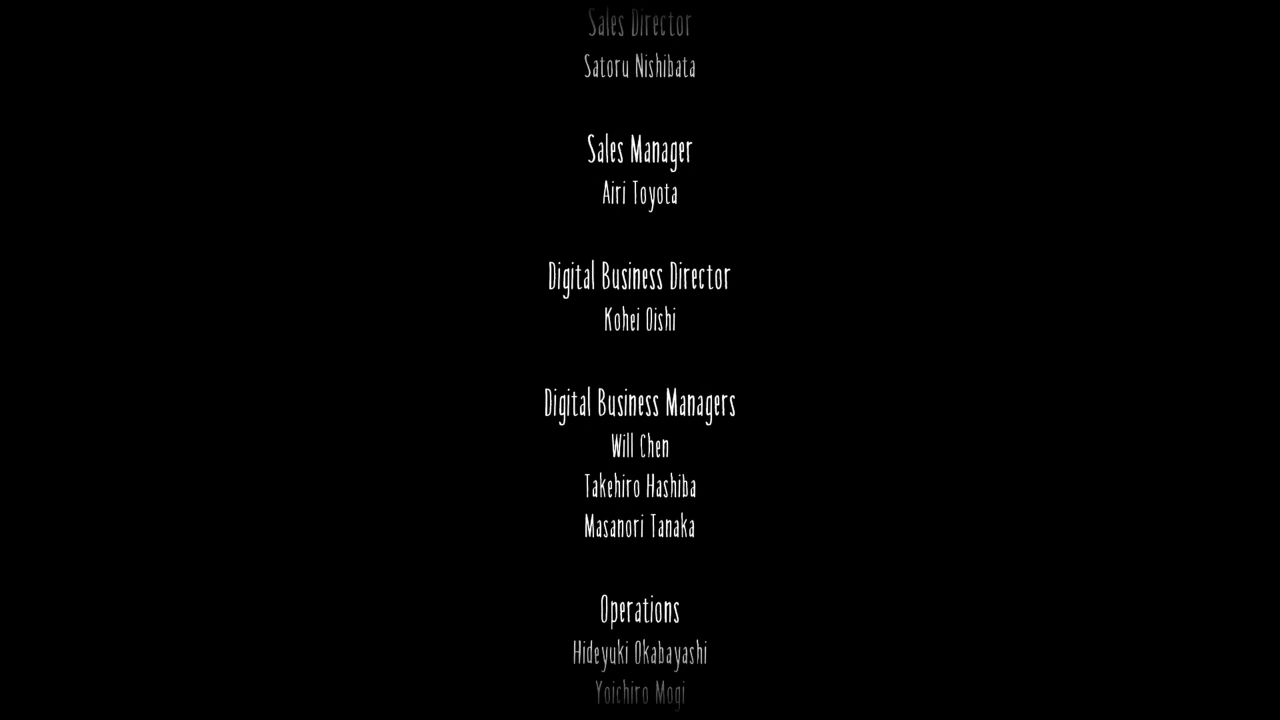 Sales Director
Satoru Nishibata
Sales Manager
Airi Toyota
Digital Business Director
Kohei Oishi
Digital Business Managers
Will Chen
Takehiro Hashiba
Masanori Tanaka
Operations
Hideyuki Okabayashi
Yoichiro Mogi